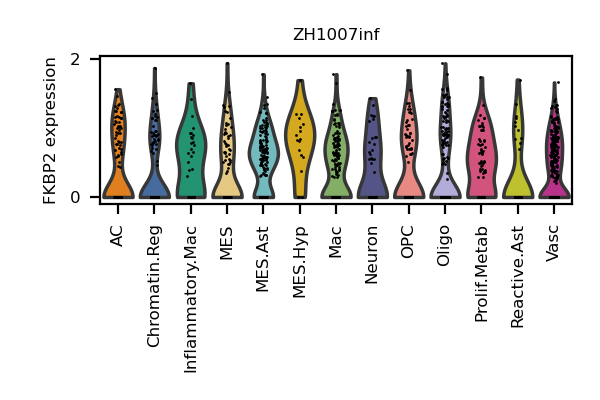 ZH1007inf
FKBP2 expression
2
0
AC
Chromatin.Reg
Inflammatory.Mac
MES
MES.Ast
MES.Hyp
Mac
Neuron
OPC
Oligo
Prolif.Metab
Reactive.Ast
Vasc